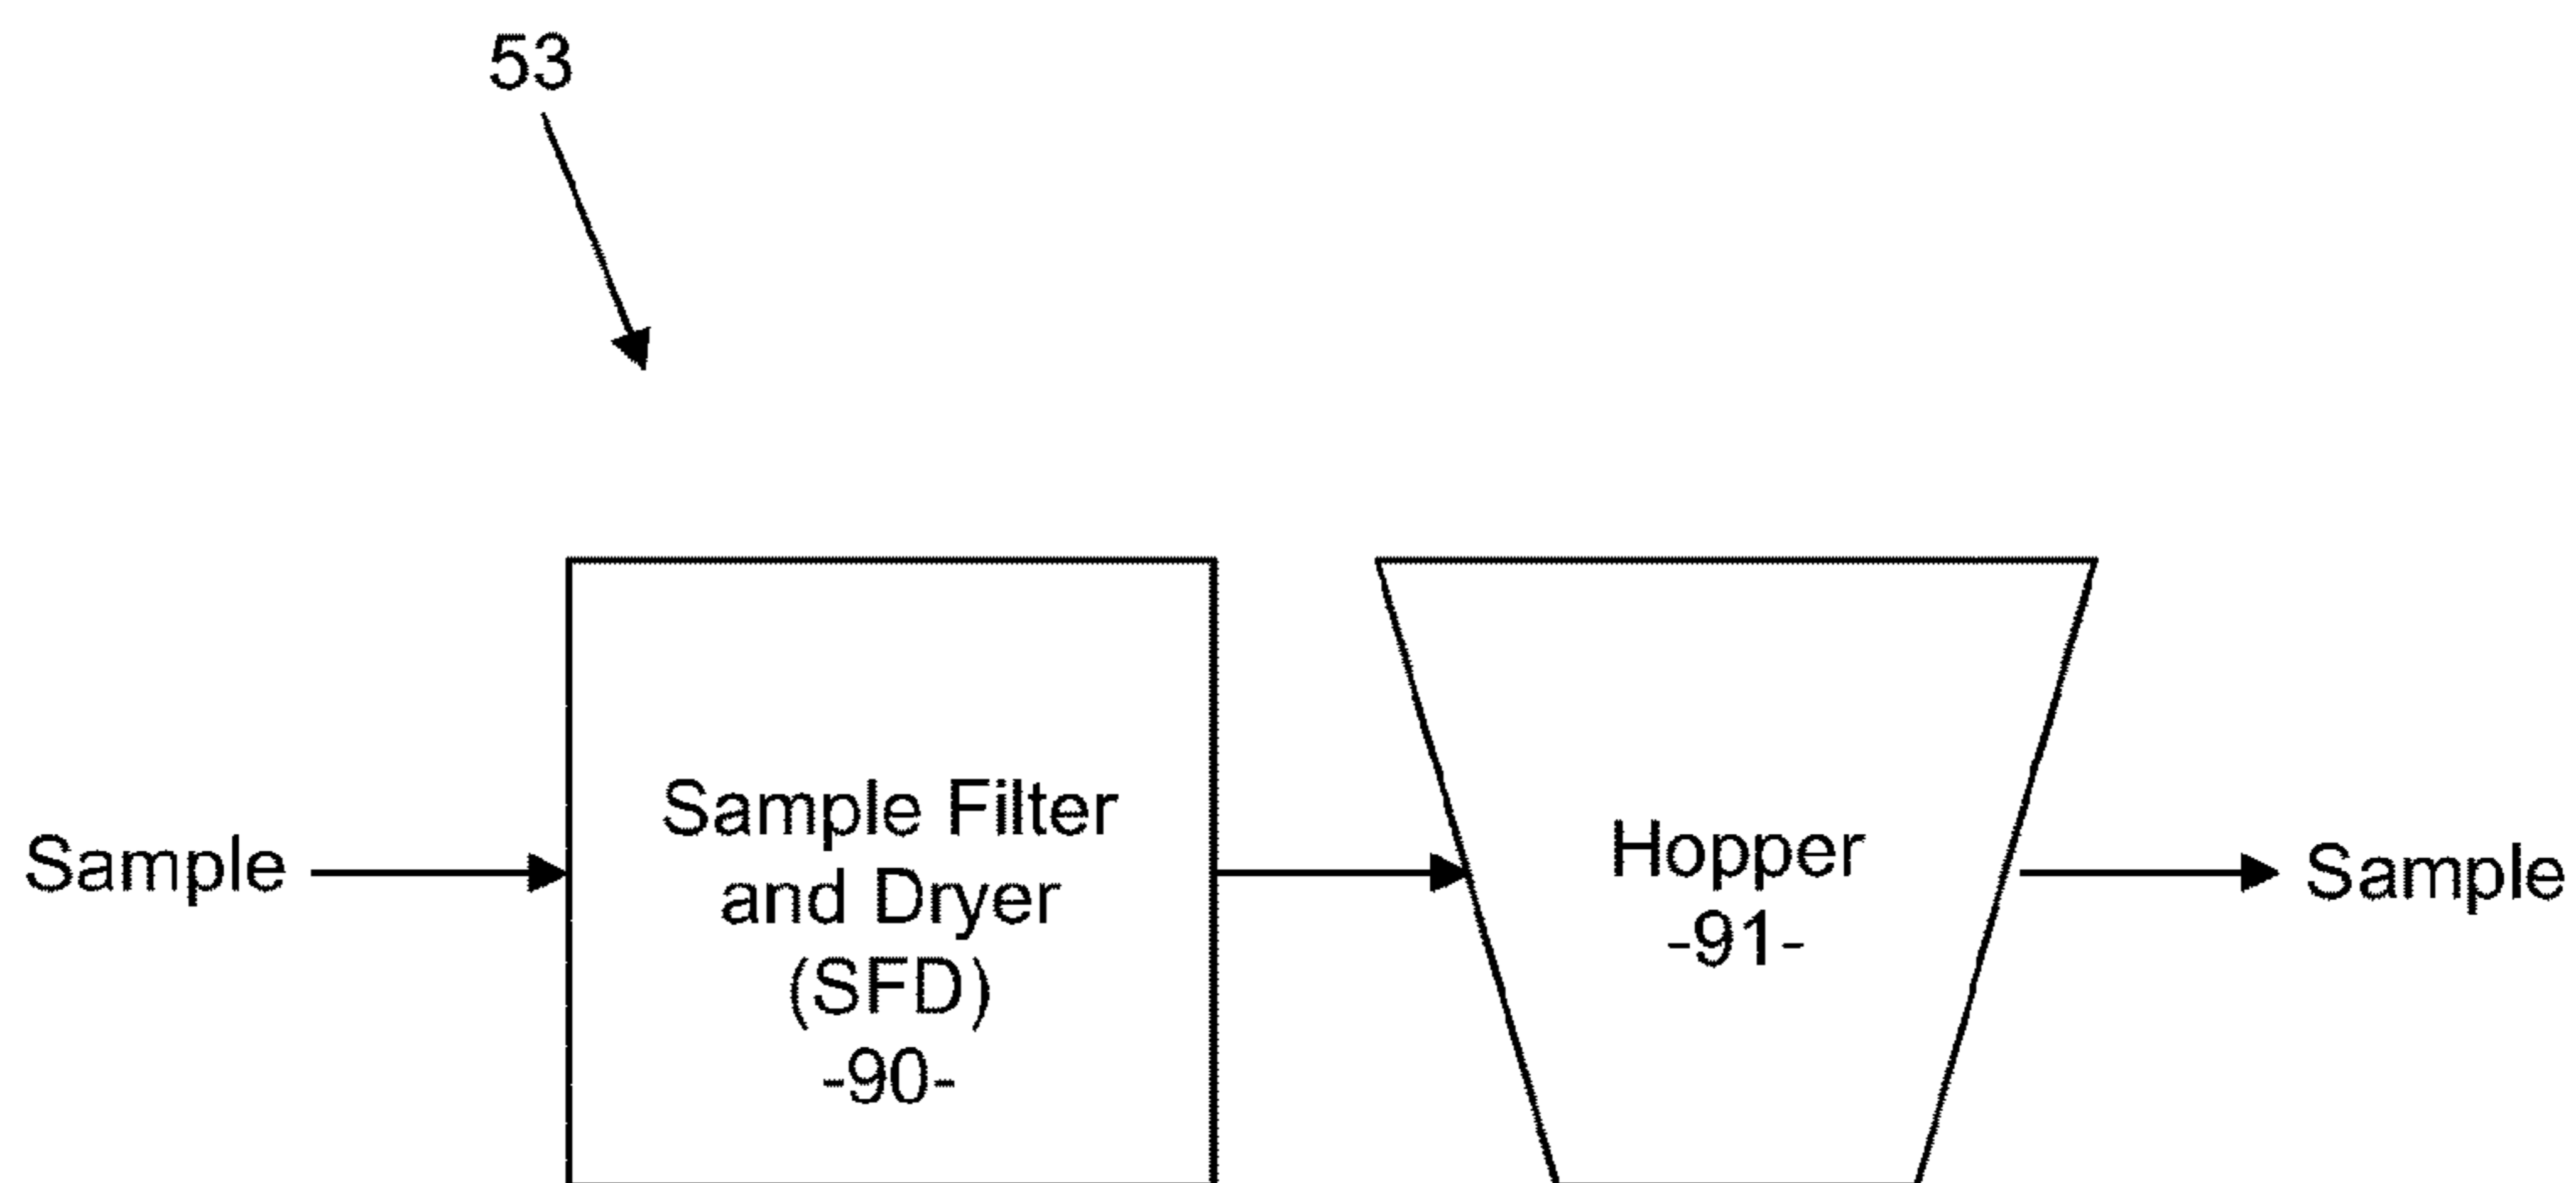 53
Sample
Sample Filter
and Dryer
(SFD)
-90-
Hopper
-91-
Sample